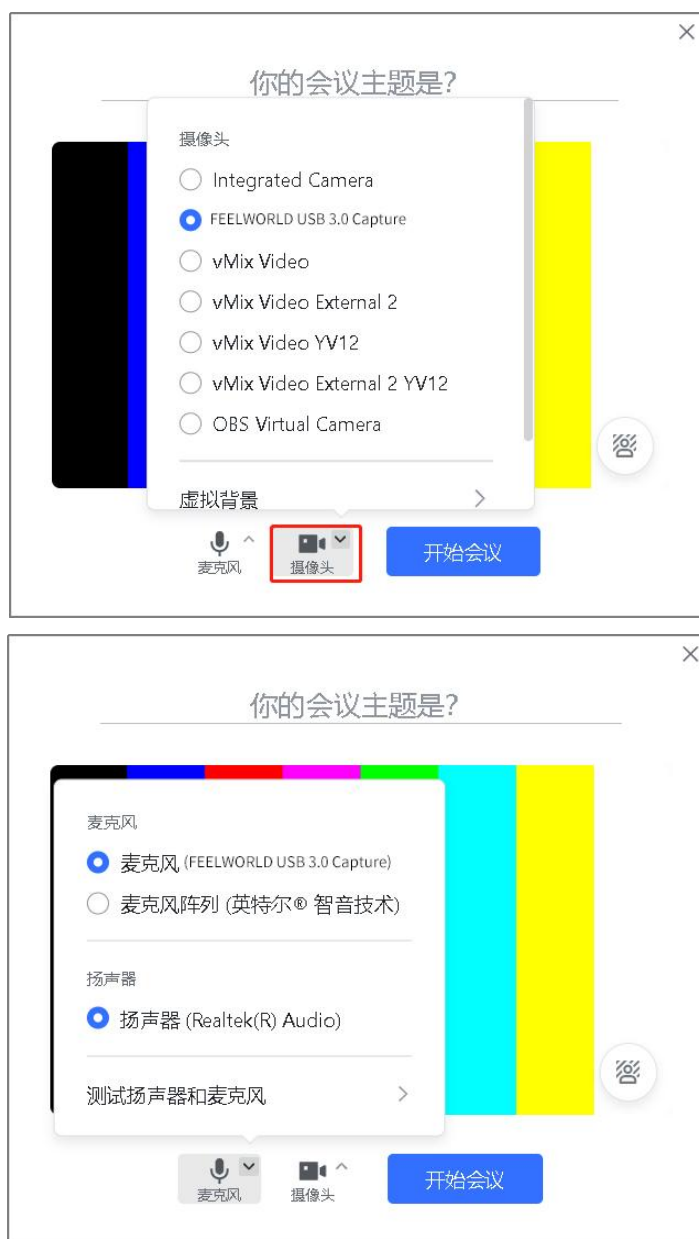 你的会议主题是?
摄像头
Integrated Camera
FEELWORLD USB 3.0 Capture
vMix Video
vMix Video External 2
vMix Video YV12
vMix Video External 2 YV12
OBS Virtual Camera
虚拟背景
麦克风
摄像头
开始会议
你的会议主题是?
麦克风
麦克风 (FEELWORLD USB 3.0 Capture)
麦克风阵列 (英特尔® 智音技术)
扬声器
扬声器 (Realtek(R) Audio)
测试扬声器和麦克风
麦克风
摄像头
开始会议